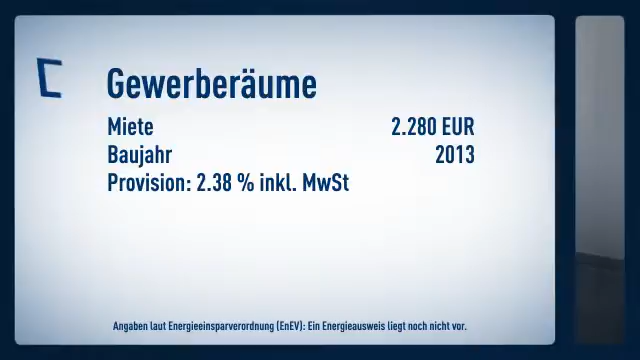 Gewerberäume
Miete 2.280 EUR
Baujahr 2013
Provision: 2.38 % inkl. MwSt
Angaben laut Energieeinsparverordnung (EnEV): Ein Energieausweis liegt noch nicht vor.